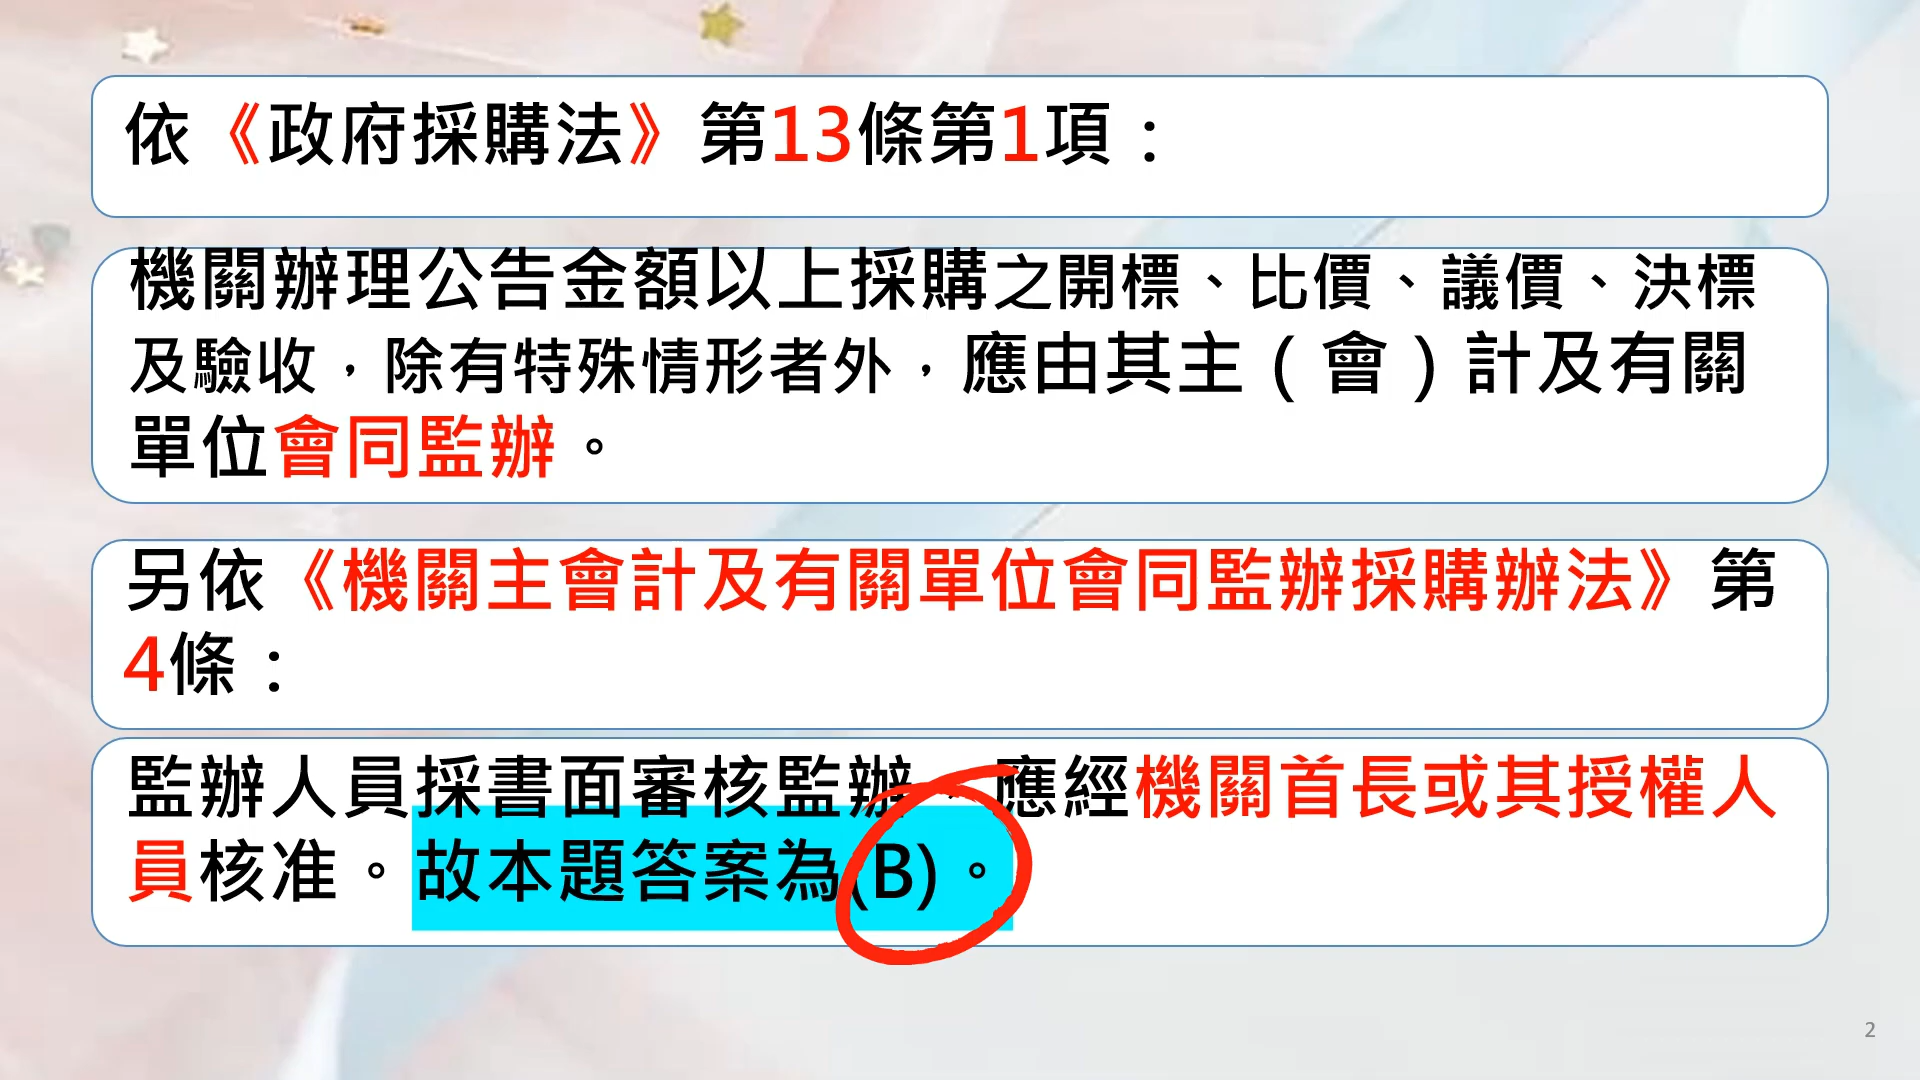 依《政府採購法》第13條第1項：
機關辦理公告金額以上採購之開標、比價、議價、決標
及驗收，除有特殊情形者外，應由其主（會）計及有關
單位會同監辦。
另依《機關主會計及有關單位會同監辦採購辦法》第
4條：
監辦人員採書面審核監辦，應經機關首長或其授權人
員核准。故本題答案為(B)。
2